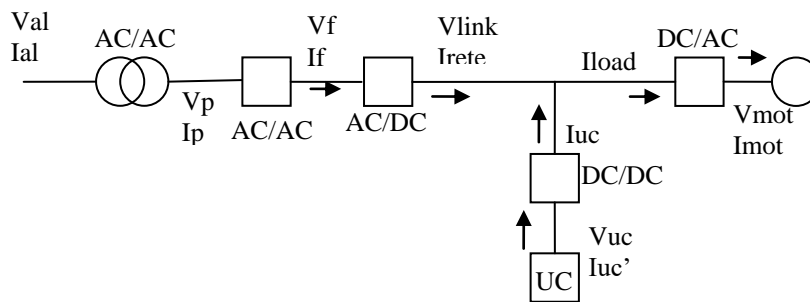 Val
Ial
AC/AC
Vp
Ip
AC/AC
Vf
If
AC/DC
Vlink
Irete
Iload
DC/AC
Vmot
Imot
Iuc
DC/DC
Vuc
Iuc’
UC